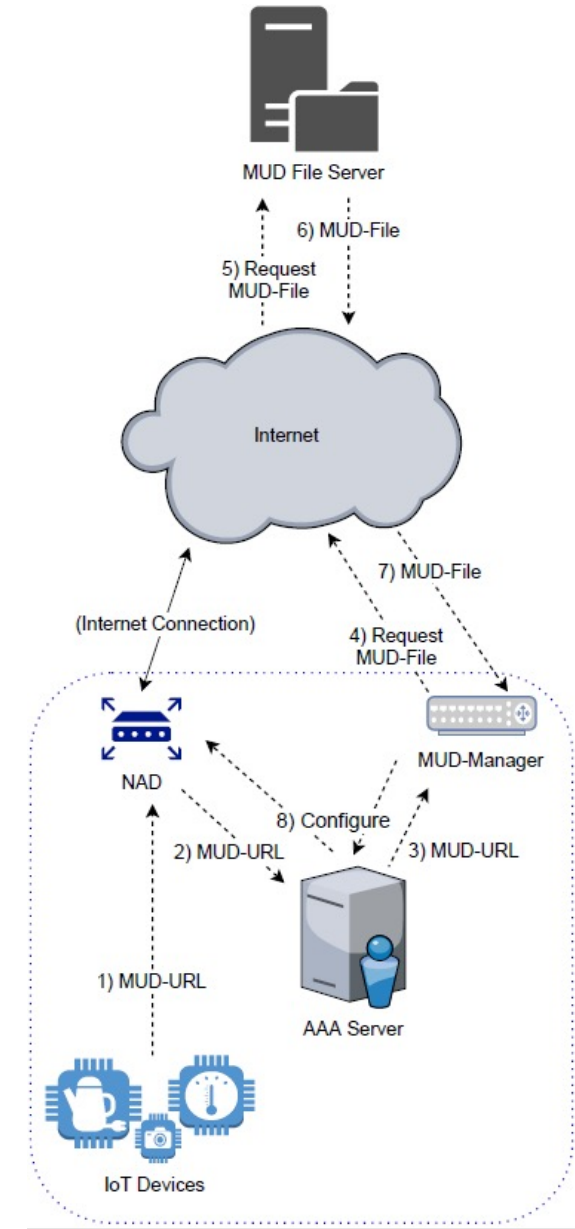 MUD File Server
6) MUD-File
5) Request
MUD-File
Internet
7) MUD-File
(Internet Connection)
4) Request
MUD-File
NAD
MUD-Manager
8) Configure
2) MUD-URL
3) MUD-URL
1) MUD-URL
AAA Server
IoT Devices